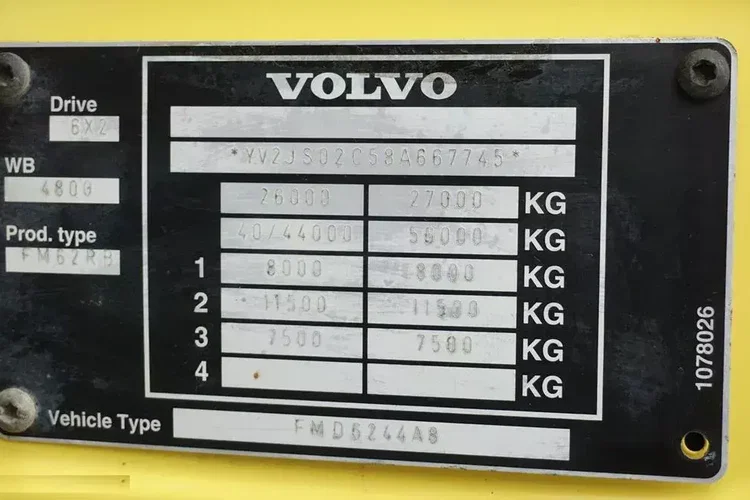 VOLVO
Drive
6X2
WB
4800
Prod. type
FM62RB
*YV2JS02C58A667745*
26000 27000 KG
40/44000 50000 KG
1 8000 8000 KG
2 11500 11500 KG
3 7500 7500 KG
4 KG
Vehicle Type
FMD6244A8
1078026